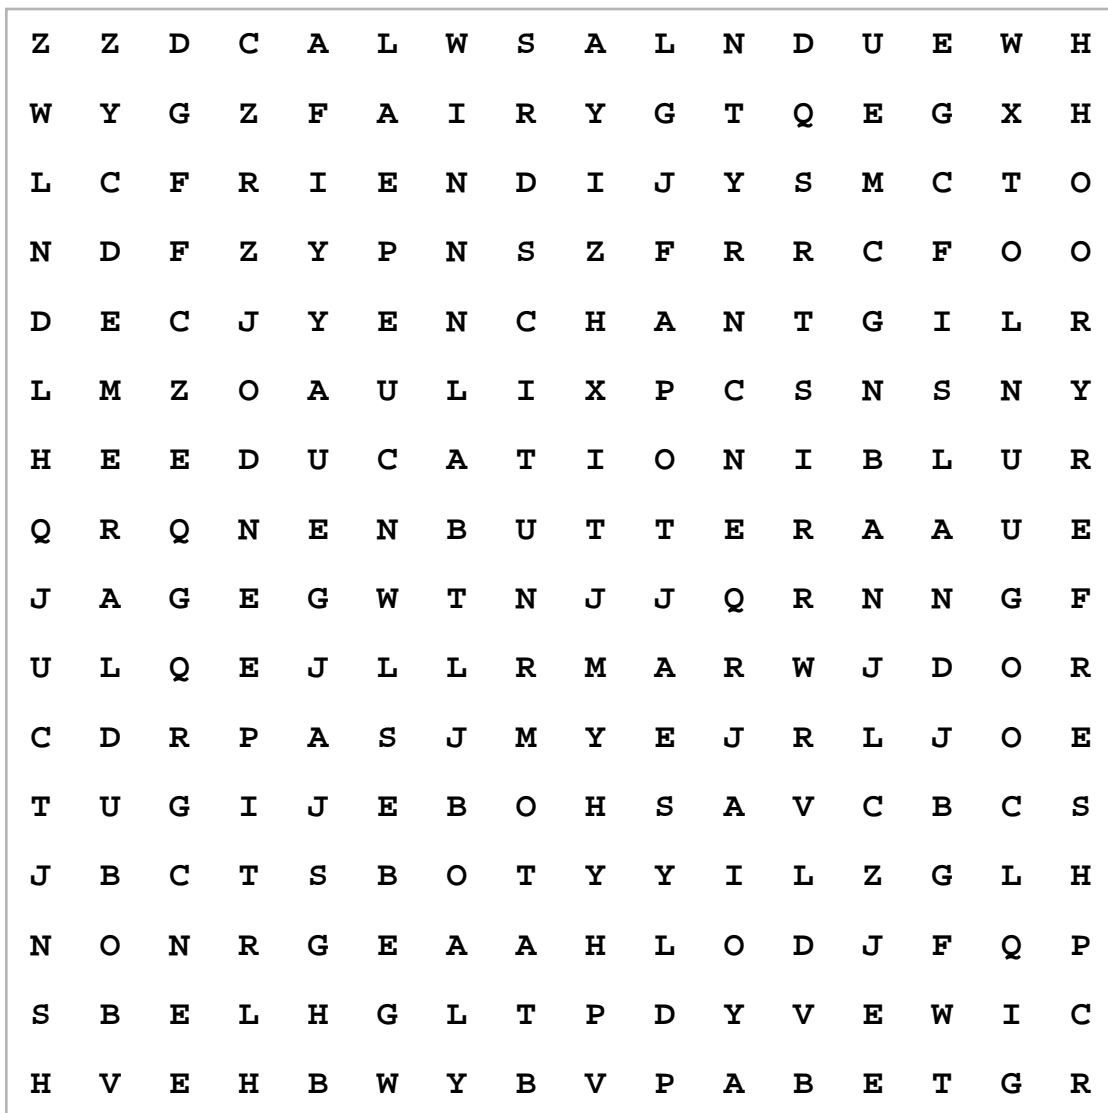 Z Z D C A L W S A L N D U E W H
W Y G Z F A I R Y G T Q E G X H
L C F R I E N D I J Y S M C T O
N D F Z Y P N S Z F R R C F O O
D E C J Y E N C H A N T G I L R
L M Z O A U L I X P C S N S N Y
H E E D U C A T I O N I B L U R
Q R Q N E N B U T T E R A A U E
J A G E G W T N J J Q R N N G F
U L Q E J L L R M A R W J D O R
C D R P A S J M Y E J R L J O E
T U G I J E B O H S A V C B C S
J B C T S B O T Y Y I L Z G L H
N O N R G E A A H L O D J F Q P
S B E L H G L T P D Y V E W I C
H V E H B W Y B V P A B E T G R